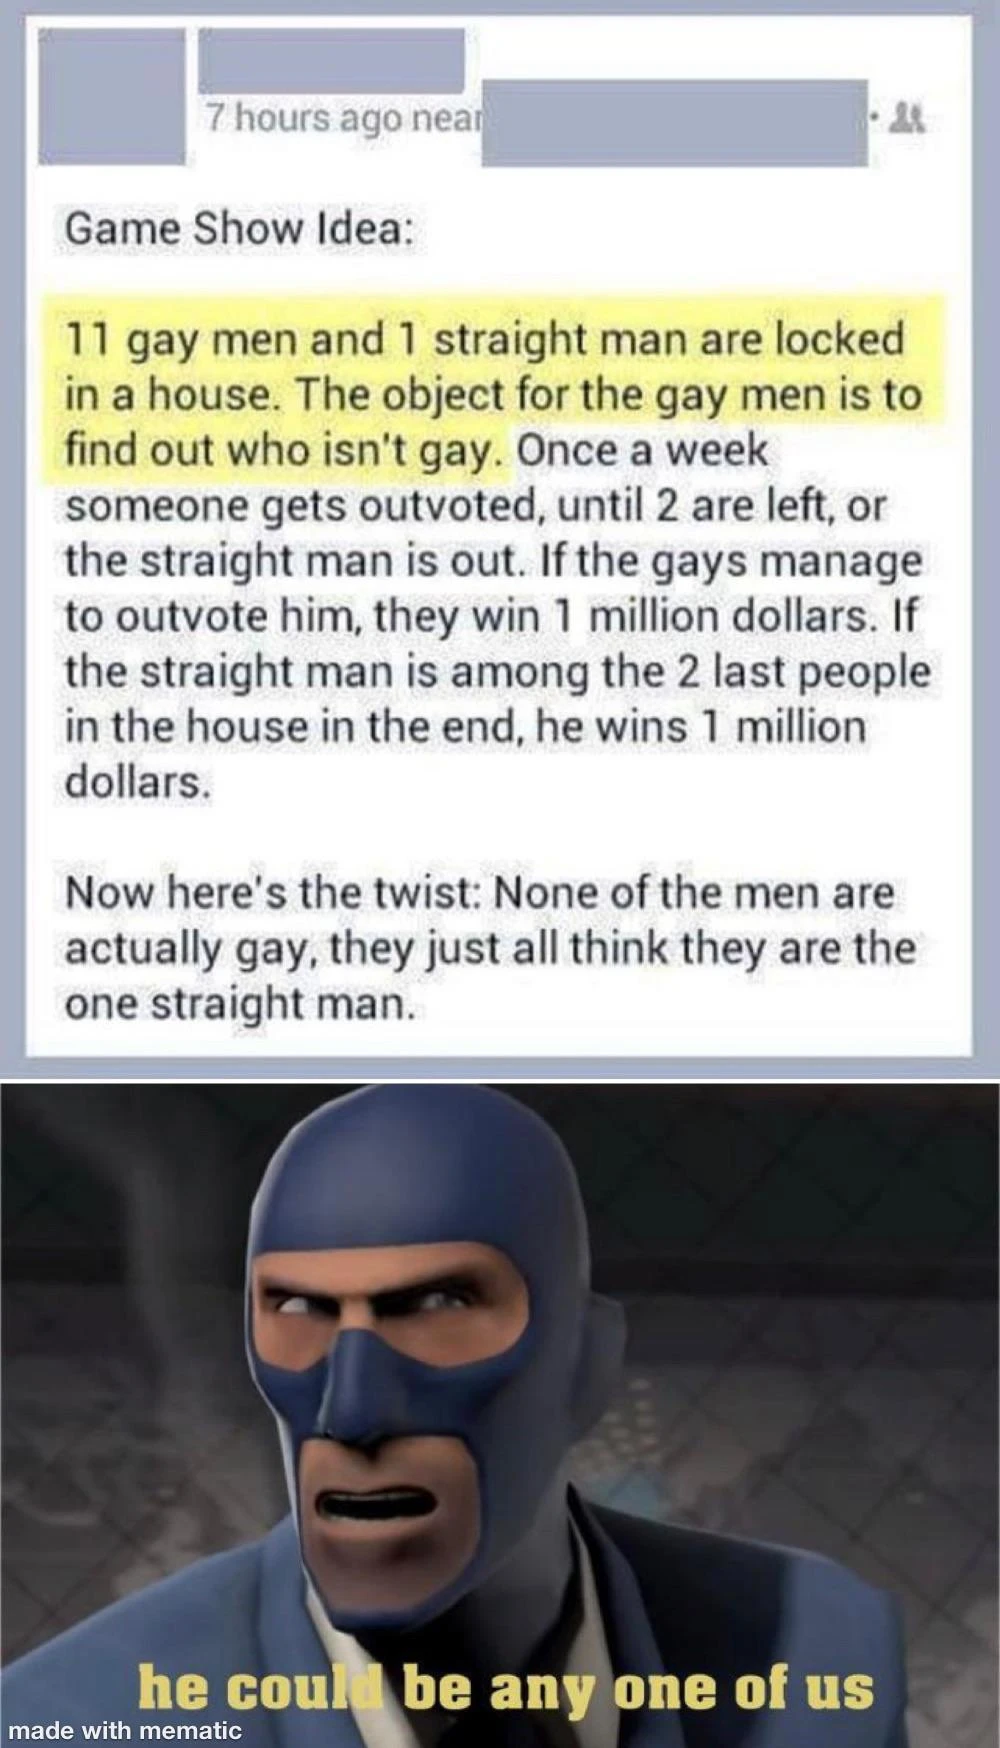 7 hours ago near
Game Show Idea:
11 gay men and 1 straight man are locked
in a house. The object for the gay men is to
find out who isn't gay. Once a week
someone gets outvoted, until 2 are left, or
the straight man is out. If the gays manage
to outvote him, they win 1 million dollars. If
the straight man is among the 2 last people
in the house in the end, he wins 1 million
dollars.
Now here's the twist: None of the men are
actually gay, they just all think they are the
one straight man.
he could be any one of us
made with mematic